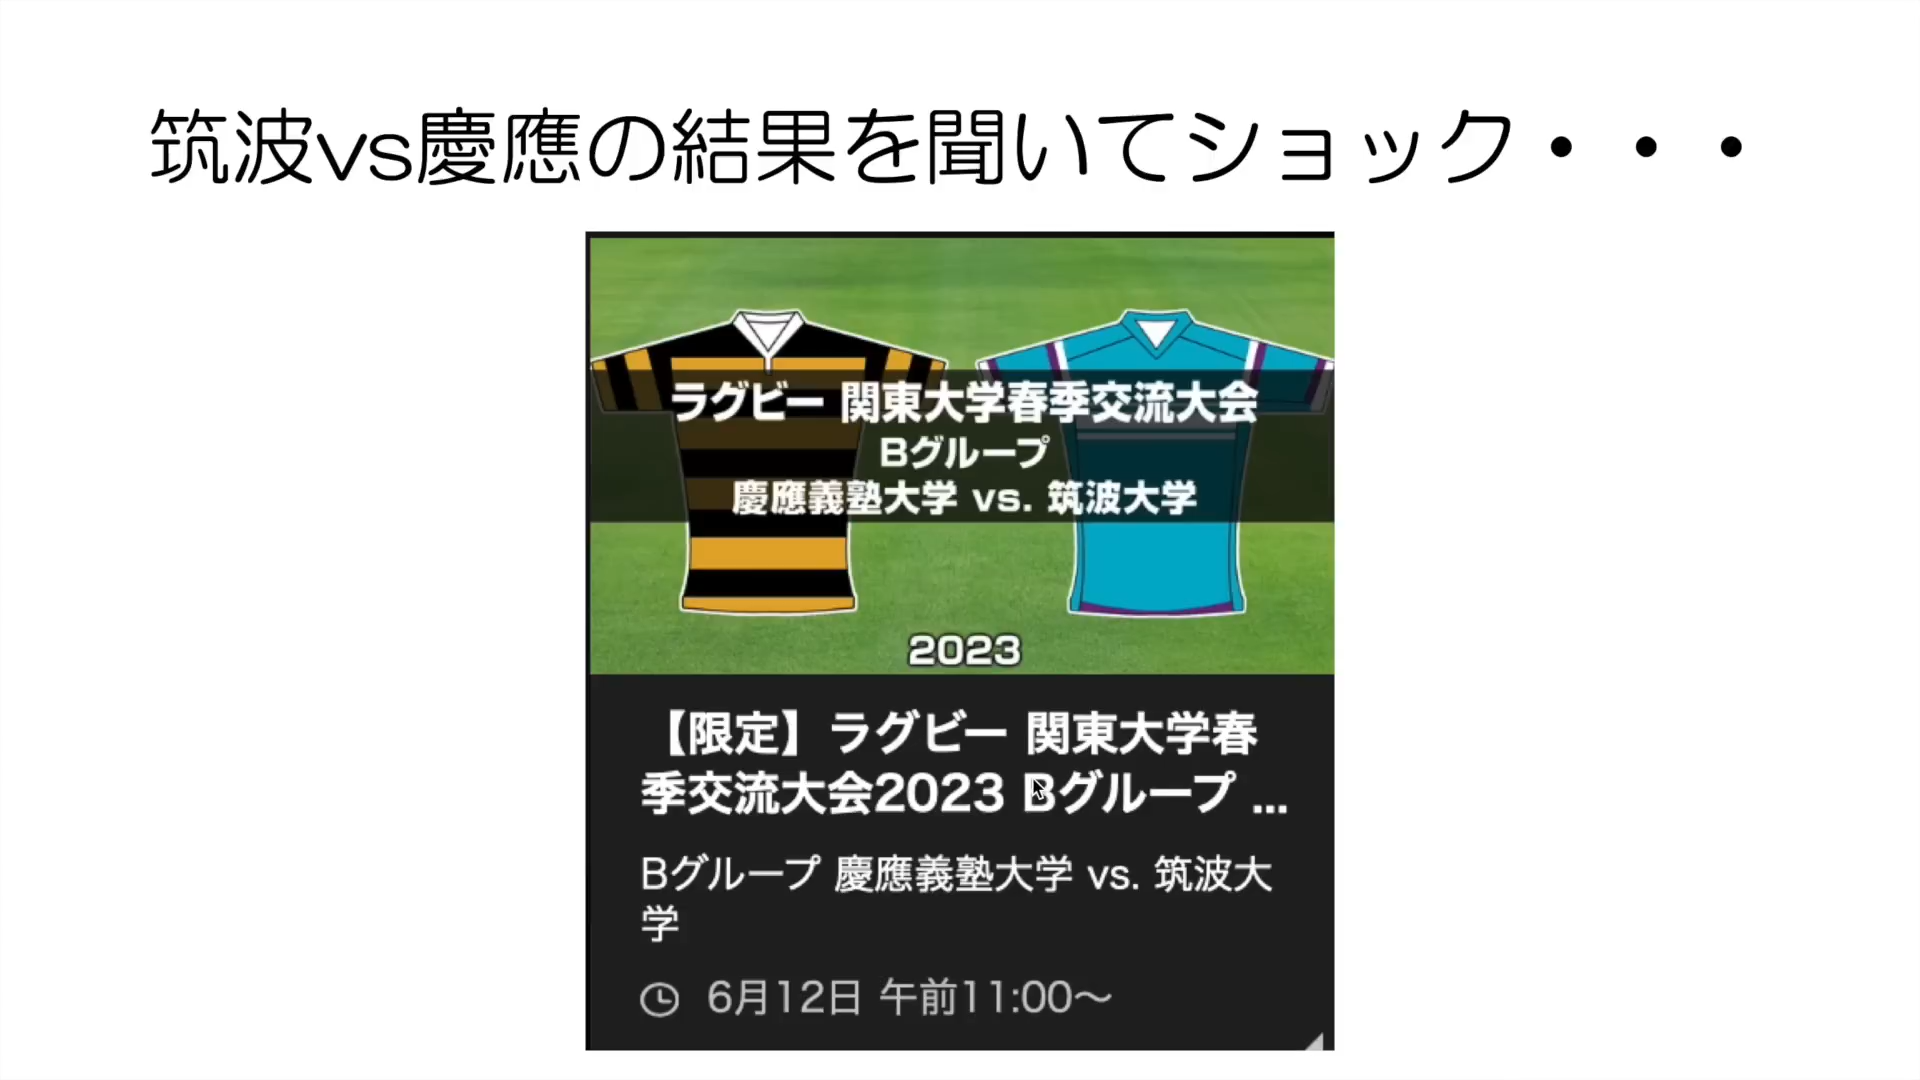 筑波vs慶應の結果を聞いてショック・・・
ラグビー 関東大学春季交流大会
Bグループ
慶應義塾大学 vs. 筑波大学
2023
【限定】ラグビー 関東大学春
季交流大会2023 Bグループ ...
Bグループ 慶應義塾大学 vs. 筑波大
学
6月12日 午前11:00〜